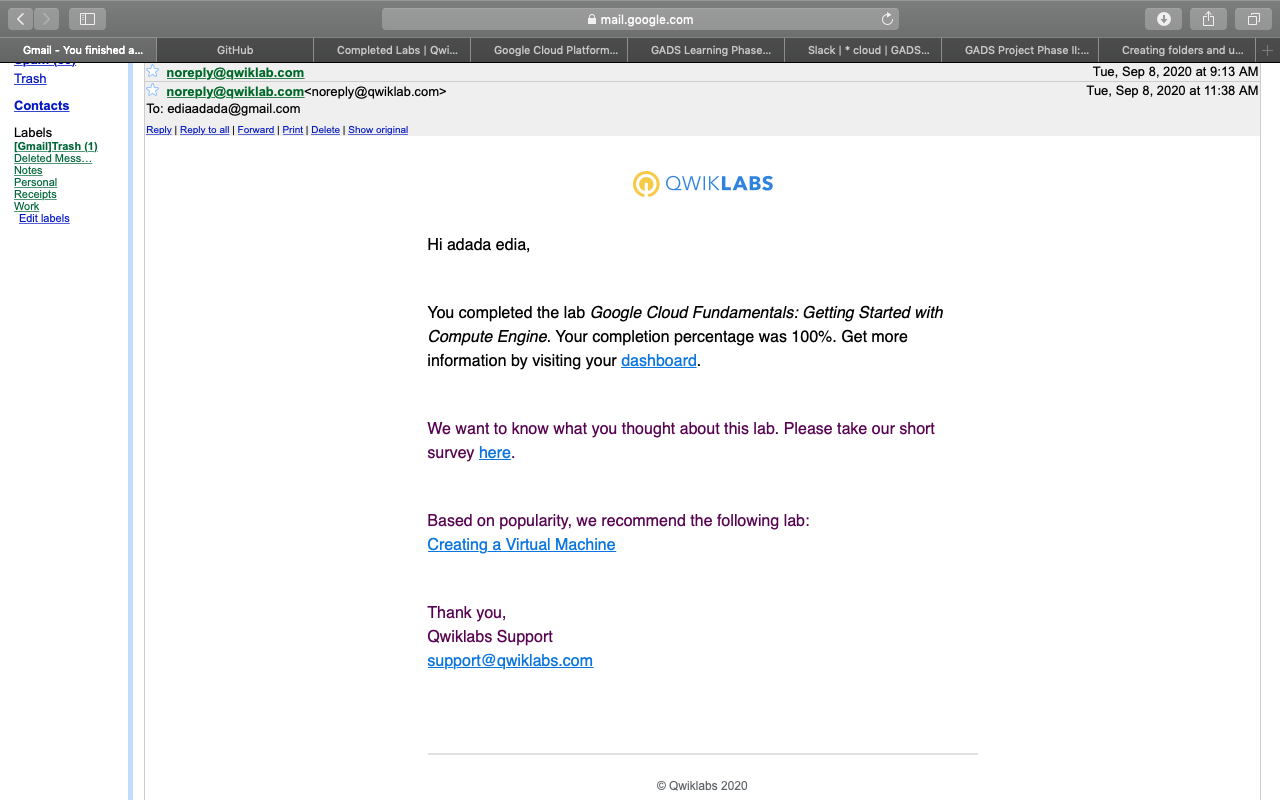 mail.google.com
Gmail - You finished a...
GitHub
Completed Labs | Qwi...
Google Cloud Platform...
GADS Learning Phase...
Slack | * cloud | GADS...
GADS Project Phase II:...
Creating folders and u...
Trash
Contacts
Labels
[Gmail]Trash (1)
Deleted Mess...
Notes
Personal
Receipts
Work
Edit labels
noreply@qwiklab.com Tue, Sep 8, 2020 at 9:13 AM
noreply@qwiklab.com<noreply@qwiklab.com> Tue, Sep 8, 2020 at 11:38 AM
To: ediaadada@gmail.com
Reply | Reply to all | Forward | Print | Delete | Show original
QWIKLABS
Hi adada edia,
You completed the lab Google Cloud Fundamentals: Getting Started with
Compute Engine. Your completion percentage was 100%. Get more
information by visiting your dashboard.
We want to know what you thought about this lab. Please take our short
survey here.
Based on popularity, we recommend the following lab:
Creating a Virtual Machine
Thank you,
Qwiklabs Support
support@qwiklabs.com
© Qwiklabs 2020